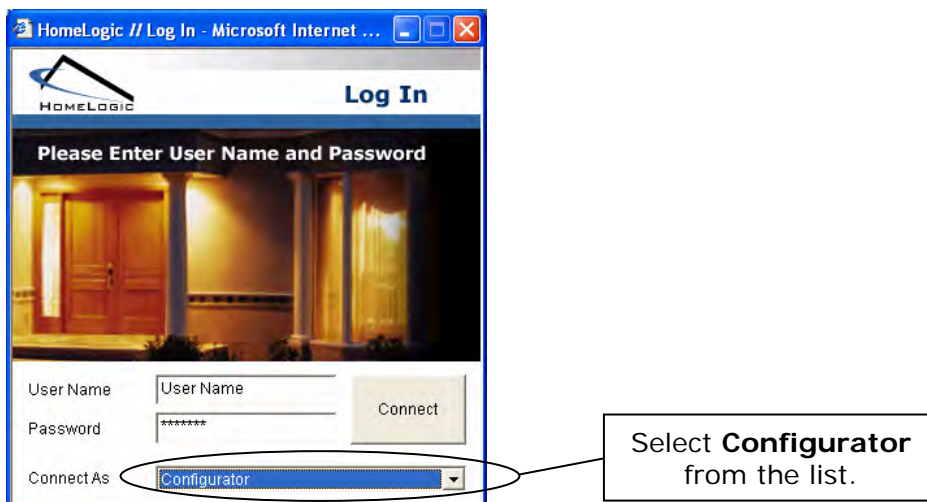 HomeLogic // Log In - Microsoft Internet ...
HOMELOGIC
Log In
Please Enter User Name and Password
User Name User Name
Password *******
Connect
Connect As Configurator
Select Configurator
from the list.